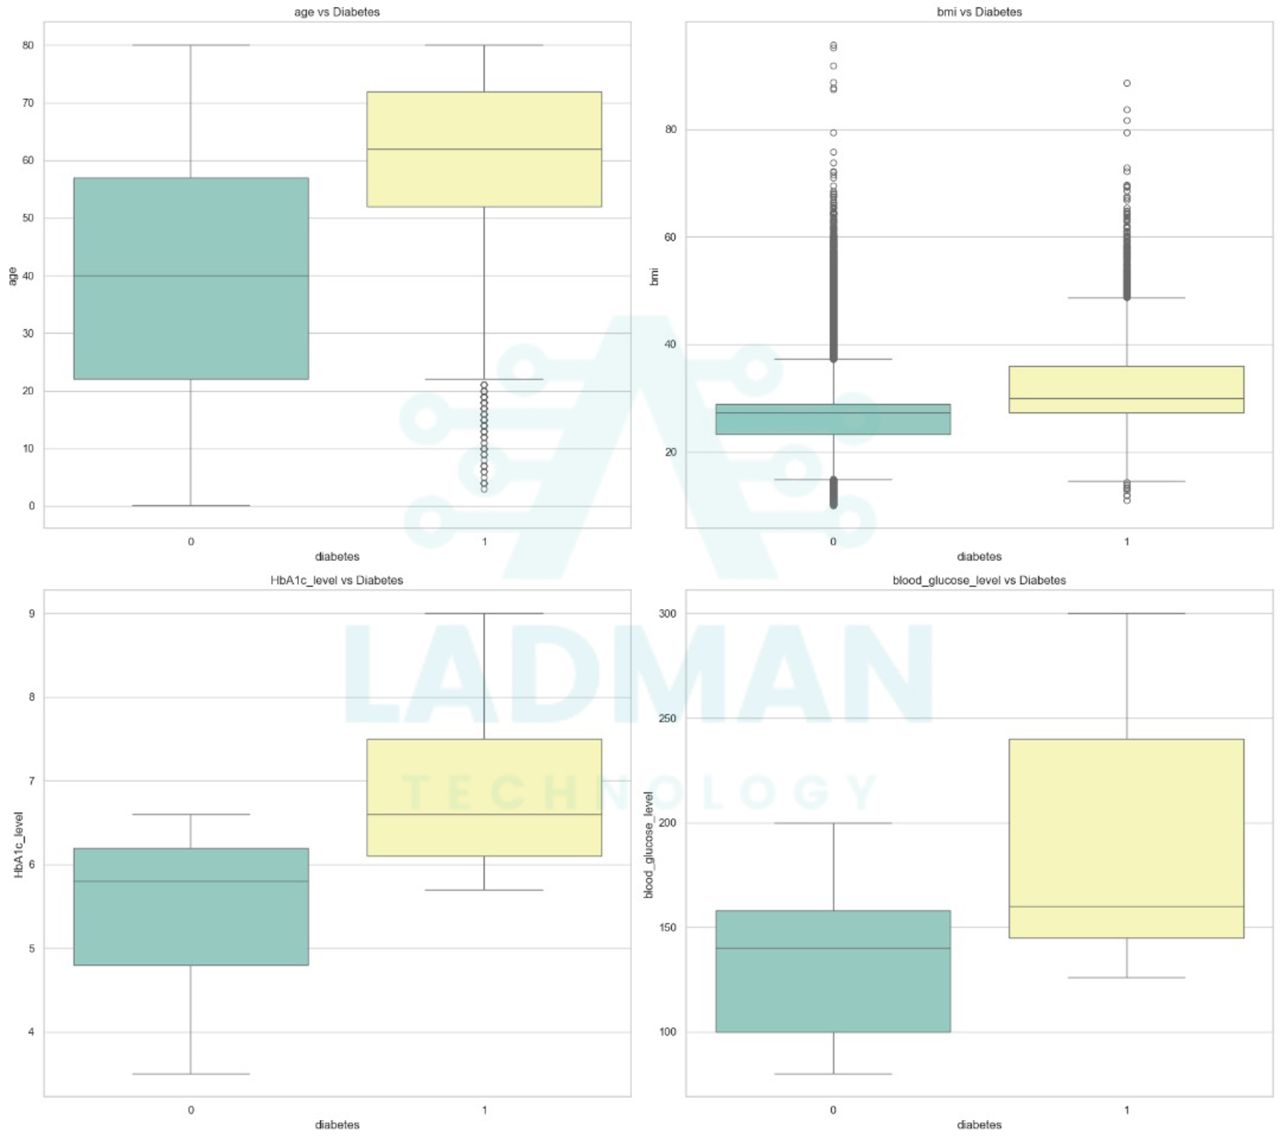 age vs Diabetes
age
80
70
60
50
40
30
20
10
0
0 1
diabetes
bmi vs Diabetes
bmi
80
60
40
20
0 1
diabetes
HbA1c_level vs Diabetes
HbA1c_level
9
8
7
6
5
4
0 1
diabetes
blood_glucose_level vs Diabetes
blood_glucose_level
300
250
200
150
100
0 1
diabetes
LADMAN
TECHNOLOGY